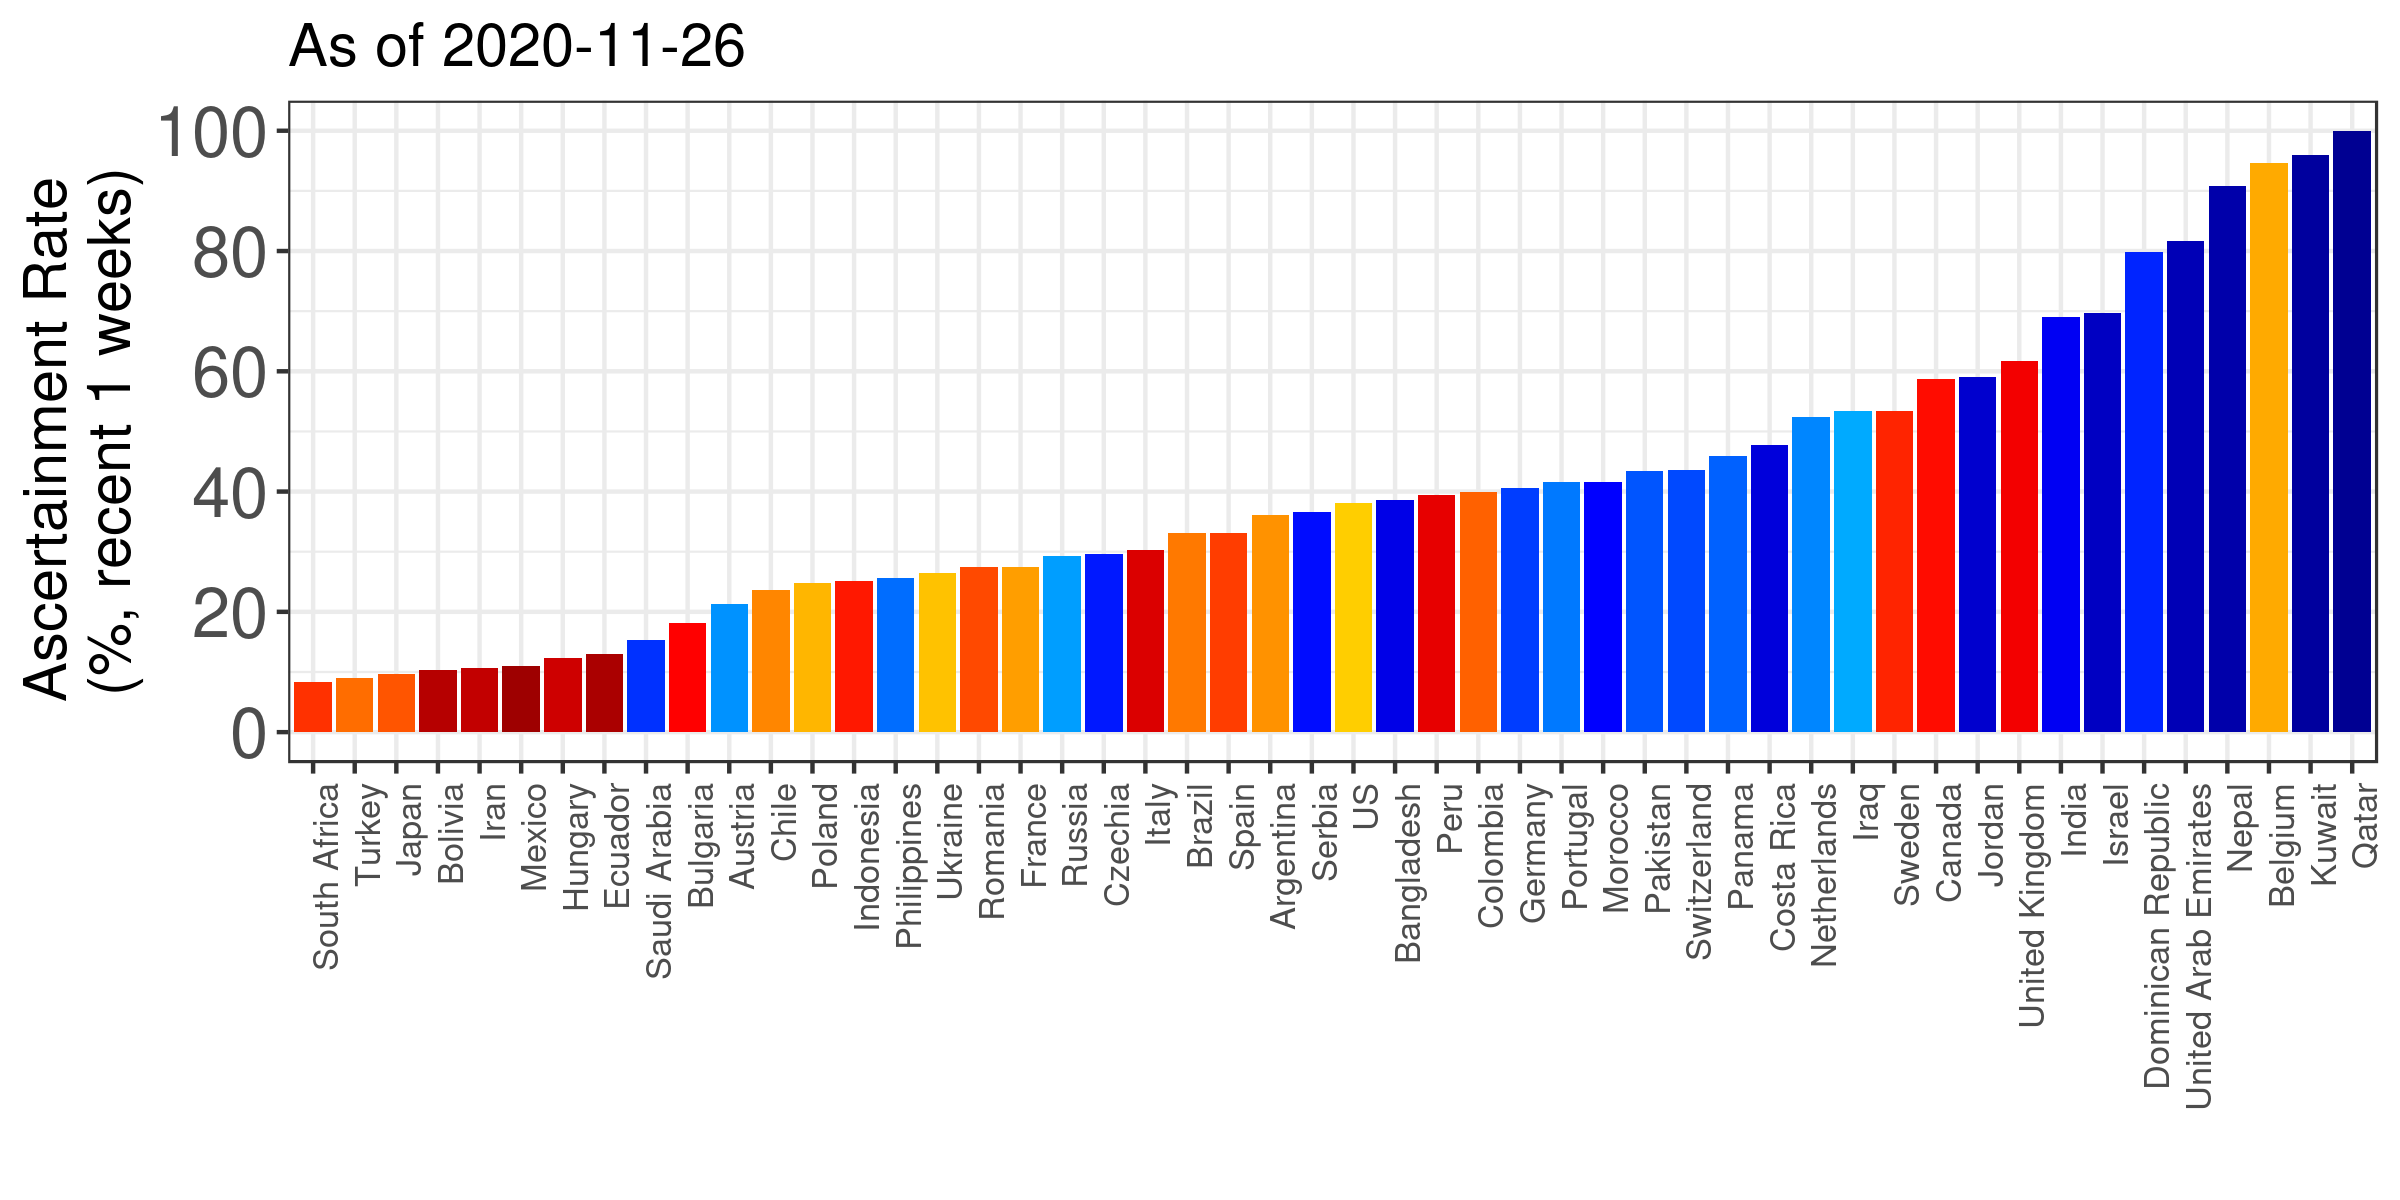 As of 2020-11-26
Ascertainment Rate
(%, recent 1 weeks)
100
80
60
40
20
0
South Africa
Turkey
Japan
Bolivia
Iran
Mexico
Hungary
Ecuador
Saudi Arabia
Bulgaria
Austria
Chile
Poland
Indonesia
Philippines
Ukraine
Romania
France
Russia
Czechia
Italy
Brazil
Spain
Argentina
Serbia
US
Bangladesh
Peru
Colombia
Germany
Portugal
Morocco
Pakistan
Switzerland
Panama
Costa Rica
Netherlands
Iraq
Sweden
Canada
Jordan
United Kingdom
India
Israel
Dominican Republic
United Arab Emirates
Nepal
Belgium
Kuwait
Qatar